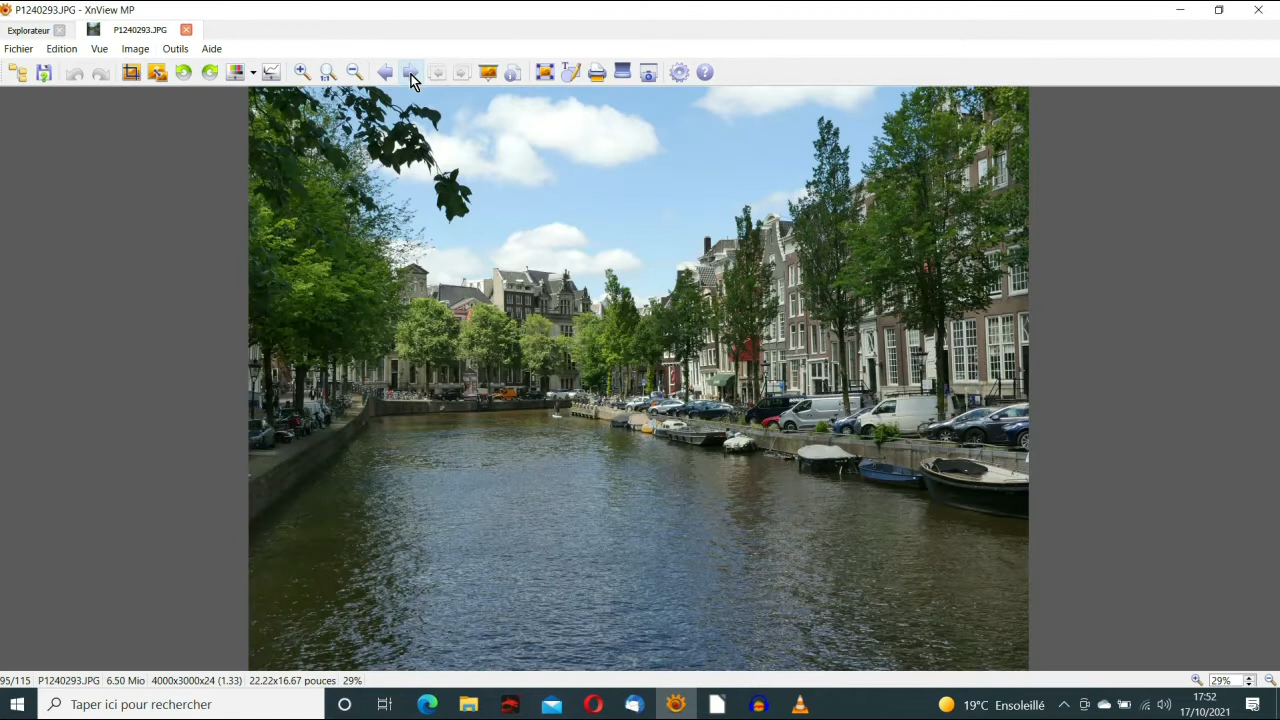 P1240293.JPG - XnView MP
Explorateur
P1240293.JPG
Fichier Edition Vue Image Outils Aide
95/115 P1240293.JPG 6.50 Mio 4000x3000x24 (1.33) 22.22x16.67 pouces 29%
29%
Taper ici pour rechercher
19°C Ensoleillé
17:52
17/10/2021